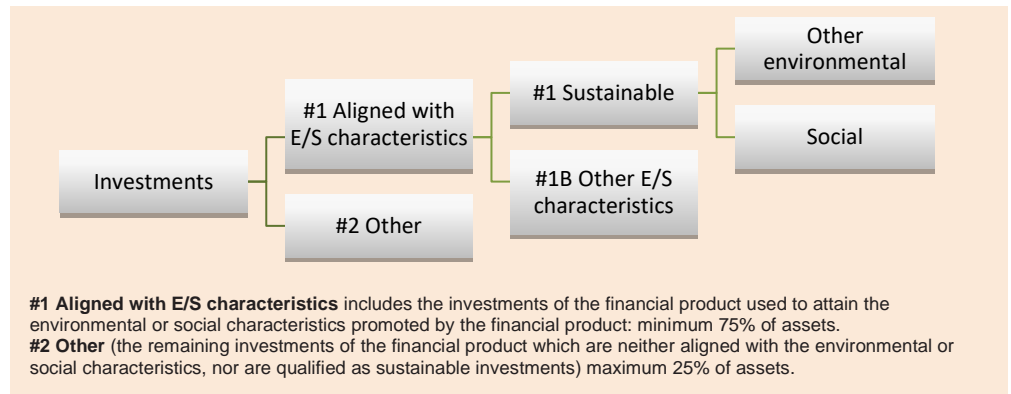 Investments
#1 Aligned with
E/S characteristics
#2 Other
#1 Sustainable
#1B Other E/S
characteristics
Other
environmental
Social
#1 Aligned with E/S characteristics includes the investments of the financial product used to attain the
environmental or social characteristics promoted by the financial product: minimum 75% of assets.
#2 Other (the remaining investments of the financial product which are neither aligned with the environmental or
social characteristics, nor are qualified as sustainable investments) maximum 25% of assets.